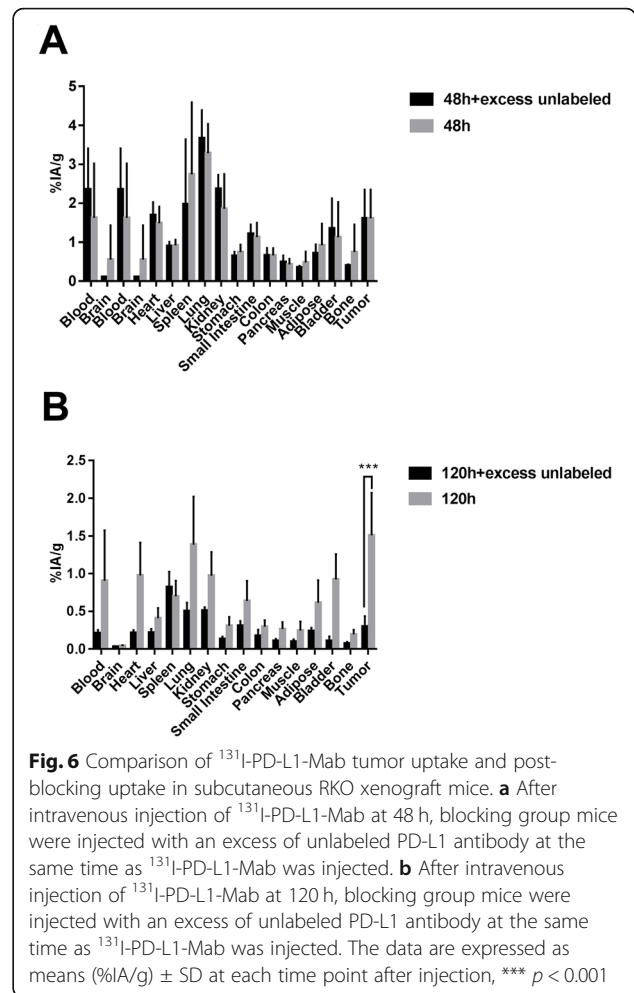 A
%IA/g
5
4
3
2
1
0
48h+excess unlabeled
48h
Blood
Brain
Blood
Brain
Heart
Liver
Spleen
Lung
Kidney
Stomach
Small Intestine
Colon
Pancreas
Muscle
Adipose
Bladder
Bone
Tumor
B
%IA/g
2.5
2.0
1.5
1.0
0.5
0.0
***
120h+excess unlabeled
120h
Blood
Brain
Heart
Liver
Spleen
Lung
Kidney
Stomach
Small Intestine
Colon
Pancreas
Muscle
Adipose
Bladder
Bone
Tumor
Fig. 6 Comparison of ¹³¹I-PD-L1-Mab tumor uptake and post-
blocking uptake in subcutaneous RKO xenograft mice. a After
intravenous injection of ¹³¹I-PD-L1-Mab at 48 h, blocking group mice
were injected with an excess of unlabeled PD-L1 antibody at the
same time as ¹³¹I-PD-L1-Mab was injected. b After intravenous
injection of ¹³¹I-PD-L1-Mab at 120 h, blocking group mice were
injected with an excess of unlabeled PD-L1 antibody at the same
time as ¹³¹I-PD-L1-Mab was injected. The data are expressed as
means (%IA/g) ± SD at each time point after injection, *** p < 0.001